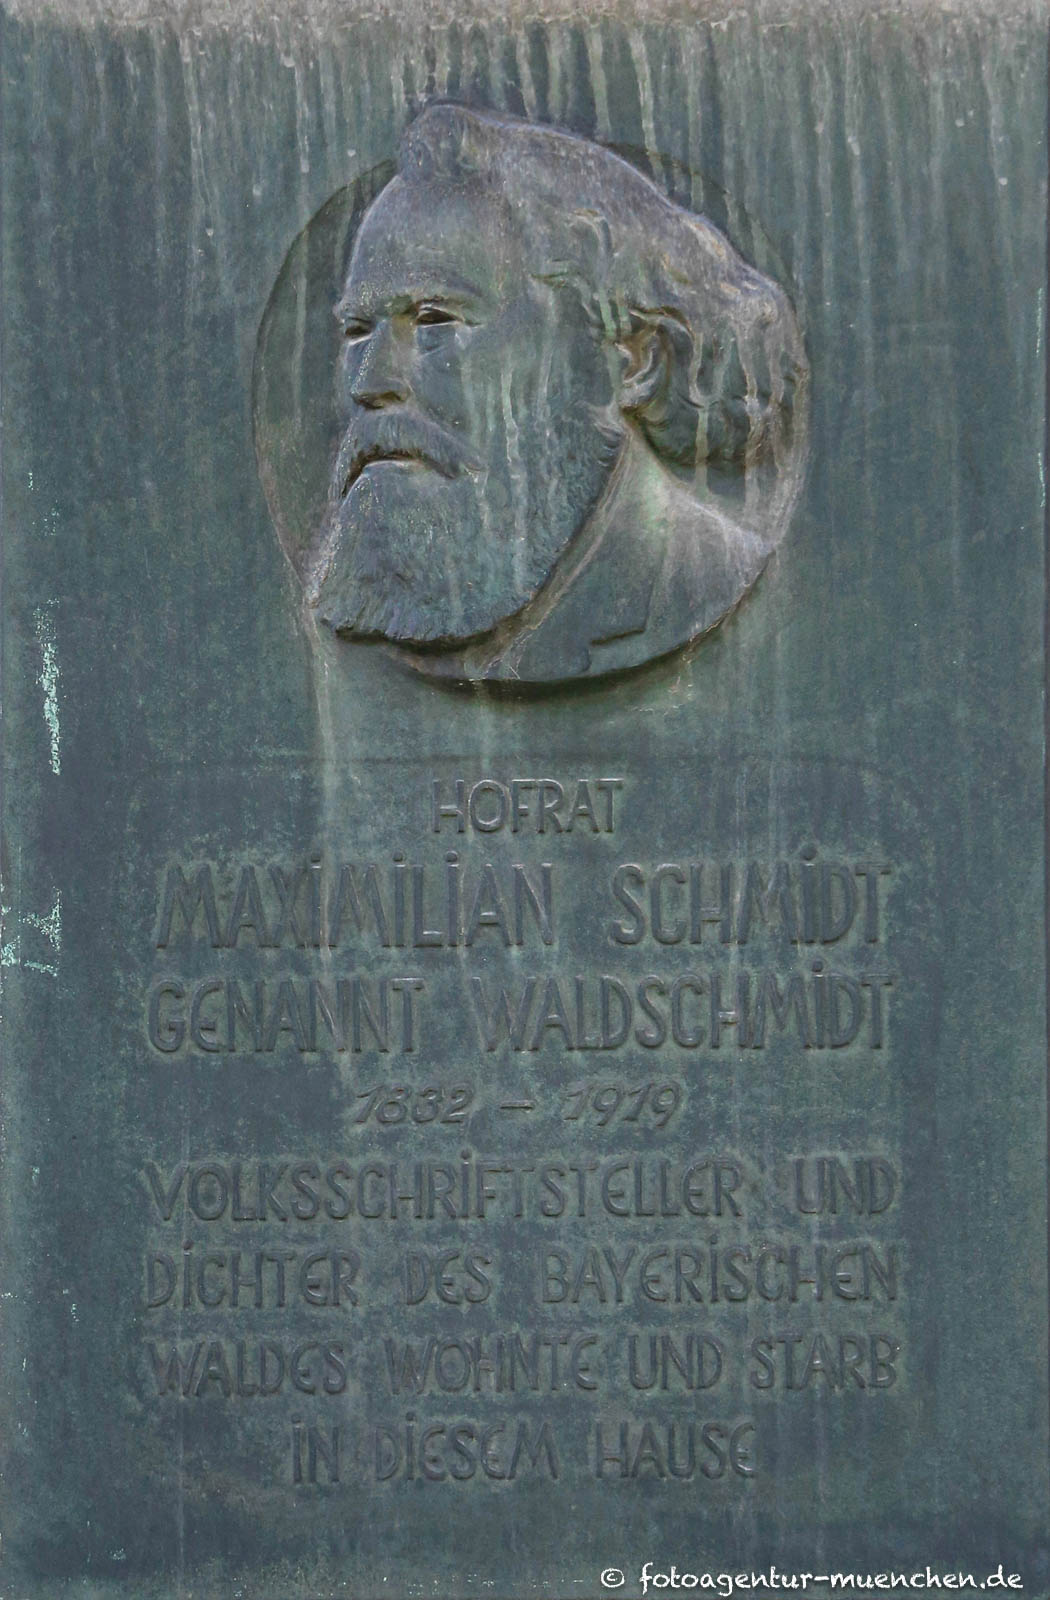 HOFRAT
MAXIMILIAN SCHMIDT
GENANNT WALDSCHMIDT
1832 – 1919
VOLKSSCHRIFTSTELLER UND
DICHTER DES BAYERISCHEN
WALDES WOHNTE UND STARB
IN DIESEM HAUSE
© fotoagentur-muenchen.de